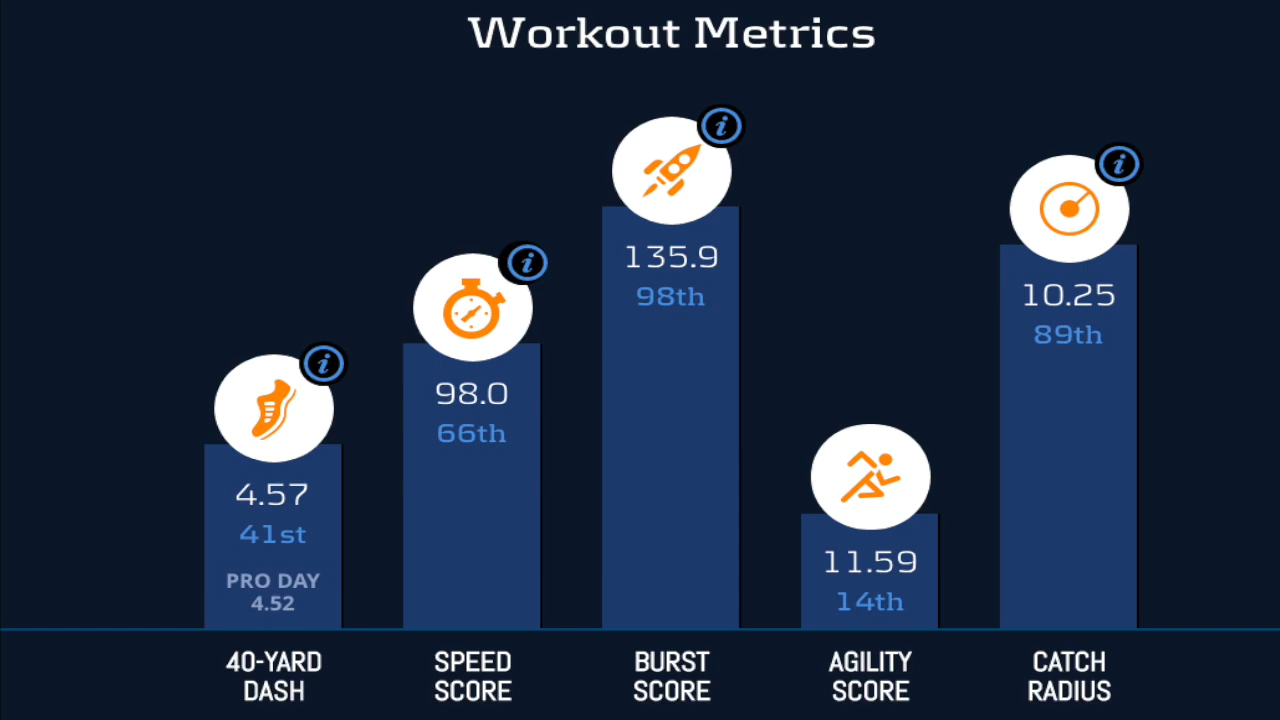 Workout Metrics
4.57
41st
PRO DAY
4.52
40-YARD
DASH
i
98.0
66th
SPEED
SCORE
i
135.9
98th
BURST
SCORE
i
11.59
14th
AGILITY
SCORE
10.25
89th
CATCH
RADIUS
i